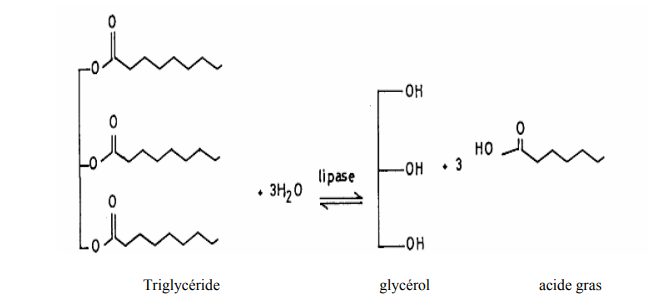 O
O
O
O
O
O
+ 3H₂O
lipase
OH
OH
OH
+ 3
HO
O
Triglycéride glycérol acide gras